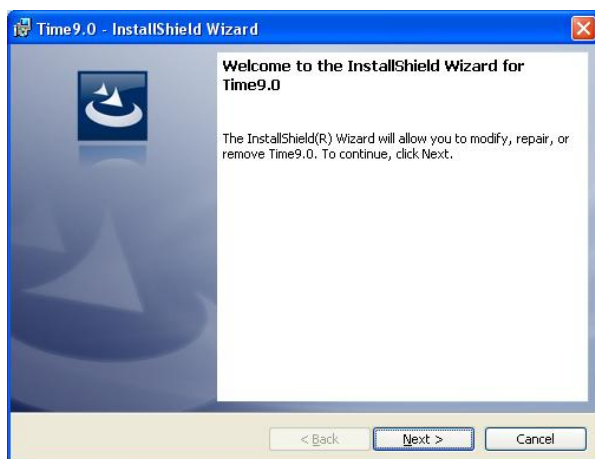 Time9.0 - InstallShield Wizard
Welcome to the InstallShield Wizard for
Time9.0
The InstallShield(R) Wizard will allow you to modify, repair, or
remove Time9.0. To continue, click Next.
< Back
Next >
Cancel